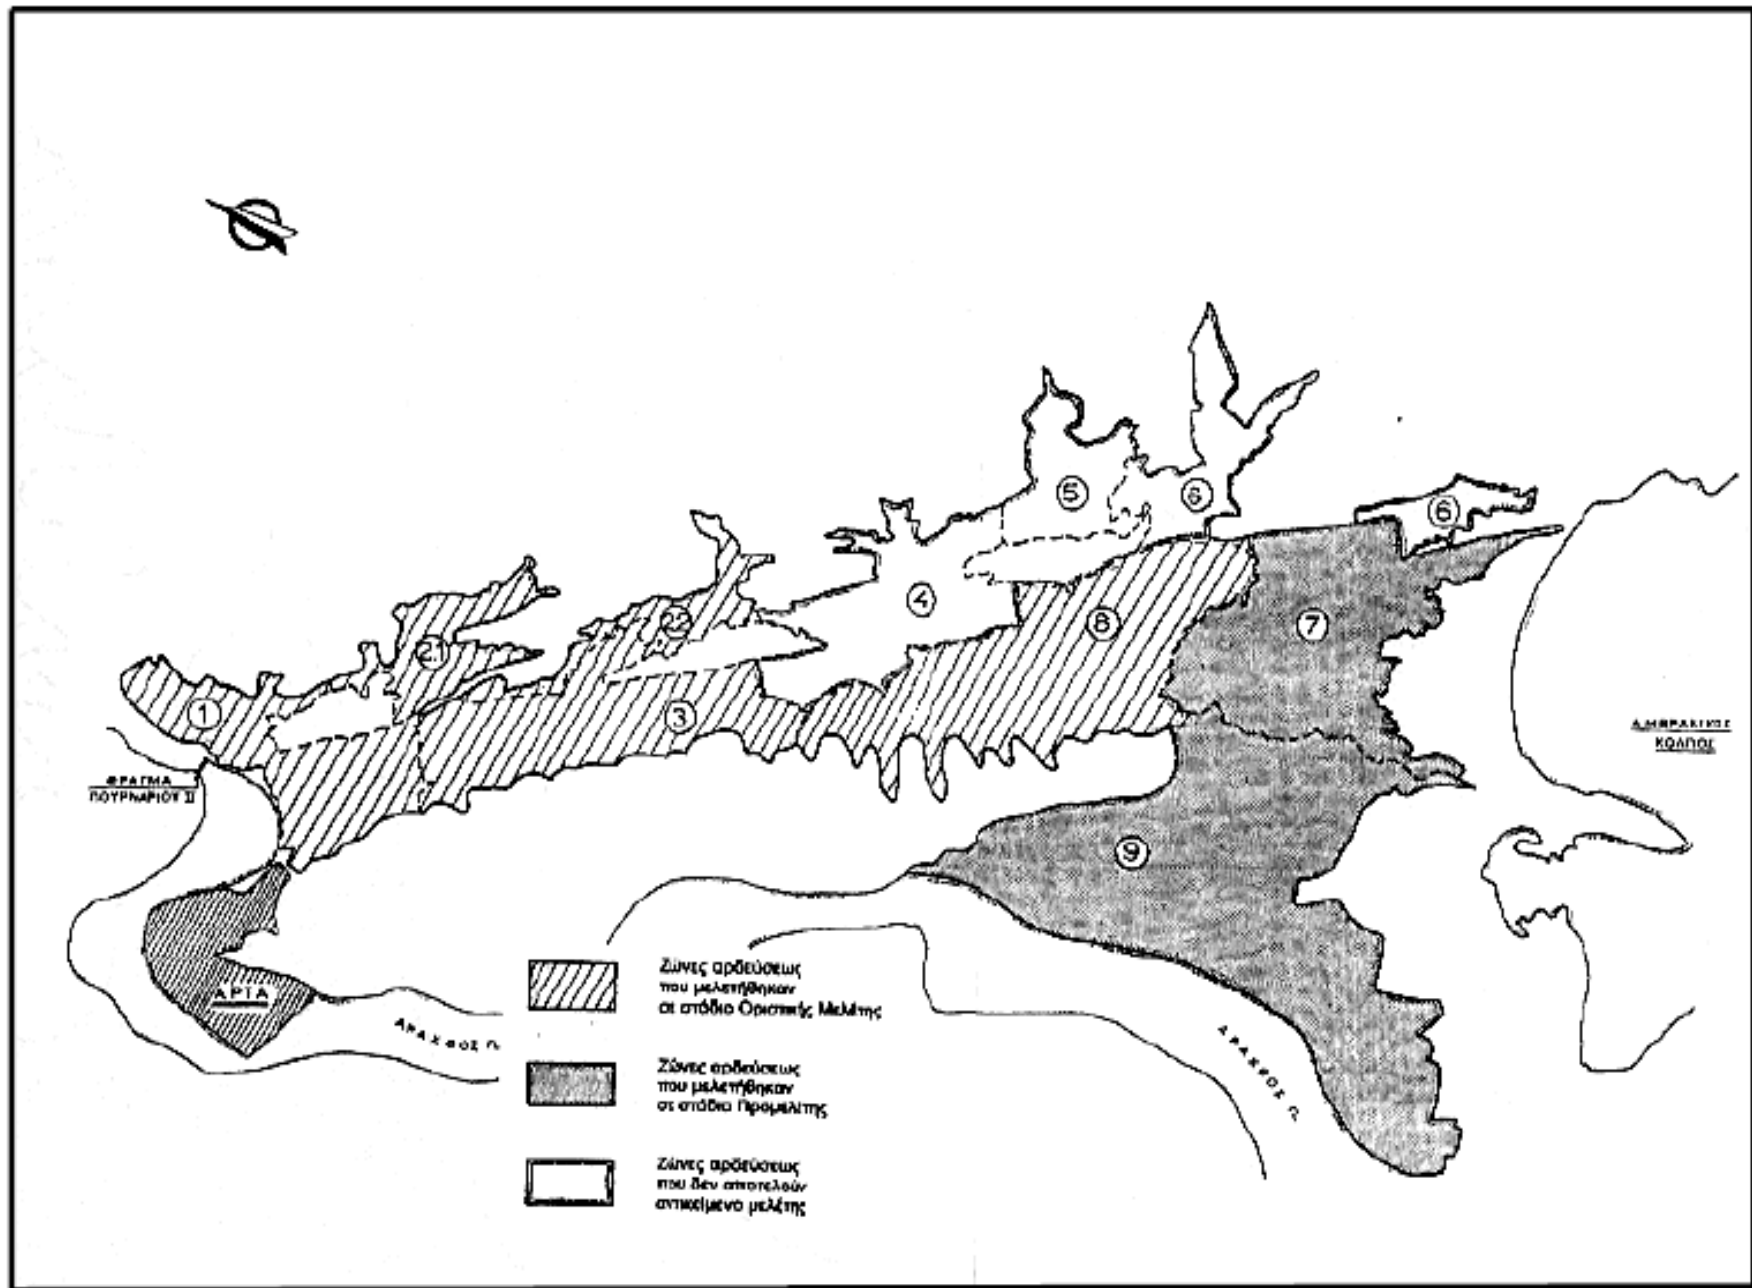 5
6
6
4
22
8
7
2.1
1
3
ΑΜΒΡΑΚΙΚΟΣ
ΚΟΛΠΟΣ
ΦΡΑΓΜΑ
ΠΟΥΡΝΑΡΙΟΥ ΙΙ
9
ΑΡΤΑ
ΑΡΑΧΘΟΣ Π.
ΑΡΑΧΘΟΣ Π.
Ζώνες αρδεύσεως
που μελετήθηκαν
σε στάδιο Οριστικής Μελέτης
Ζώνες αρδεύσεως
που μελετήθηκαν
σε στάδιο Προμελέτης
Ζώνες αρδεύσεως
που δεν αποτελούν
αντικείμενο μελέτης